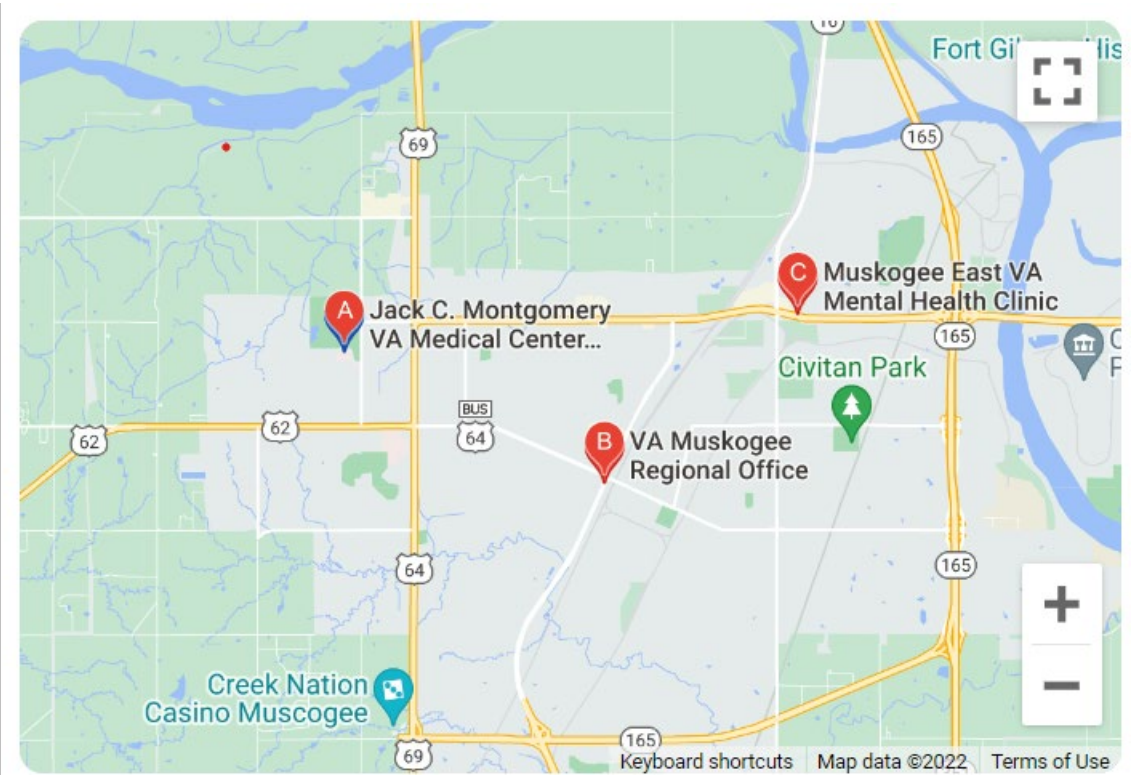 16
Fort Gi
His
69
165
C
Muskogee East VA
Mental Health Clinic
A
Jack C. Montgomery
VA Medical Center...
165
C
P
Civitan Park
BUS
64
62
62
B
VA Muskogee
Regional Office
64
165
+
−
Creek Nation
Casino Muscogee
69
165
Keyboard shortcuts
Map data ©2022
Terms of Use